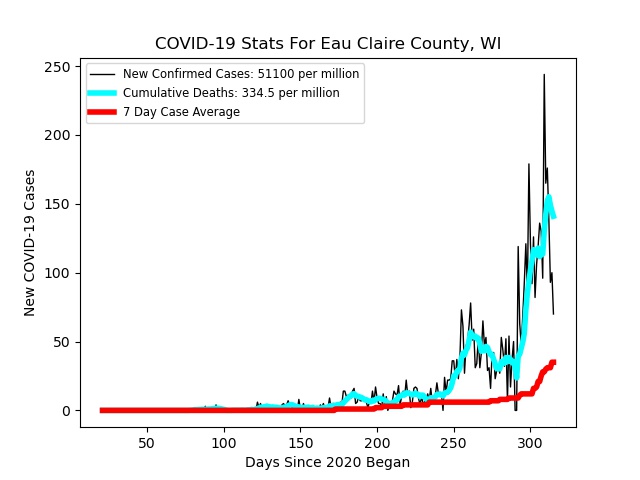 COVID-19 Stats For Eau Claire County, WI
New Confirmed Cases: 51100 per million
Cumulative Deaths: 334.5 per million
7 Day Case Average
250
200
150
100
50
0
New COVID-19 Cases
50 100 150 200 250 300
Days Since 2020 Began